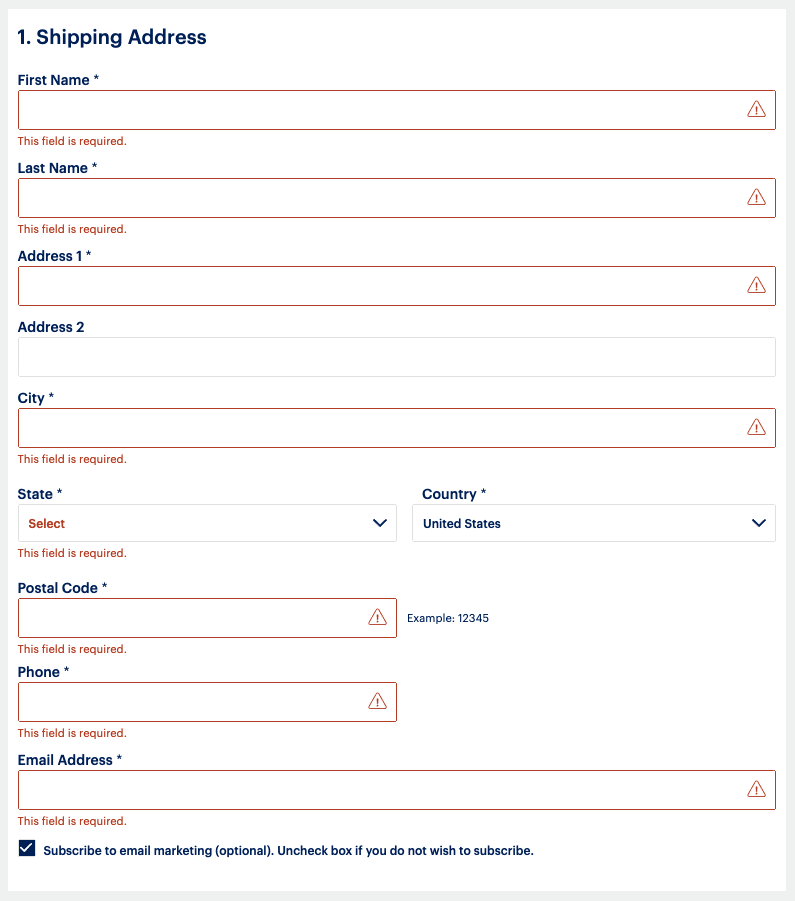 1. Shipping Address
First Name *
This field is required.
Last Name *
This field is required.
Address 1 *
Address 2
City *
This field is required.
State * Country *
Select United States
This field is required.
Postal Code *
Example: 12345
This field is required.
Phone *
This field is required.
Email Address *
This field is required.
Subscribe to email marketing (optional). Uncheck box if you do not wish to subscribe.